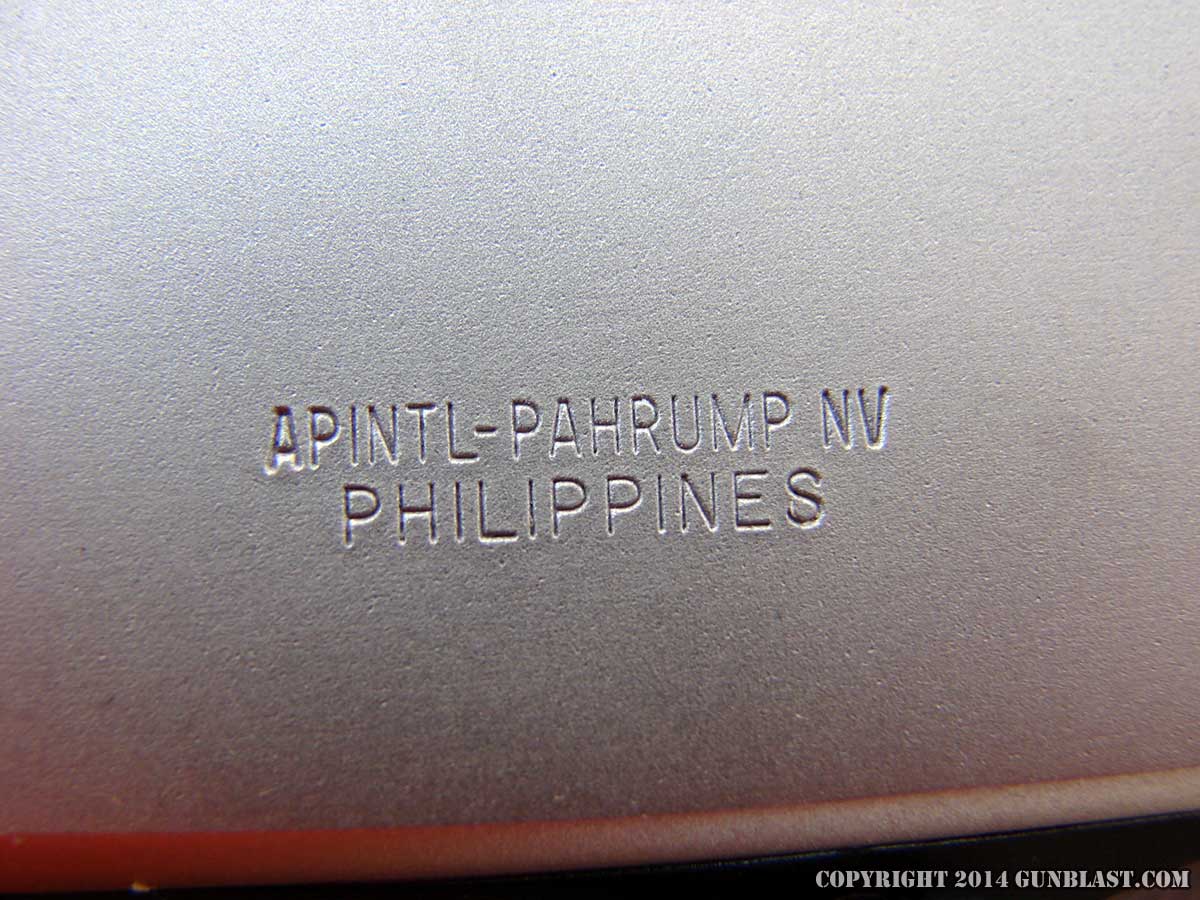 APINTL-PAHRUMP NV
PHILIPPINES
COPYRIGHT 2014 GUNBLAST.COM